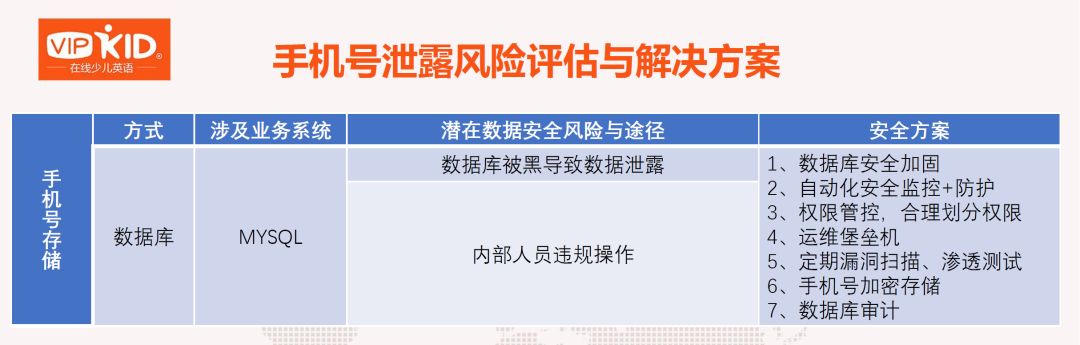 VIPKID®
在线少儿英语
手机号泄露风险评估与解决方案
手机号存储
方式
涉及业务系统
潜在数据安全风险与途径
安全方案
数据库
MYSQL
数据库被黑导致数据泄露
内部人员违规操作
1、数据库安全加固
2、自动化安全监控+防护
3、权限管控，合理划分权限
4、运维堡垒机
5、定期漏洞扫描、渗透测试
6、手机号加密存储
7、数据库审计